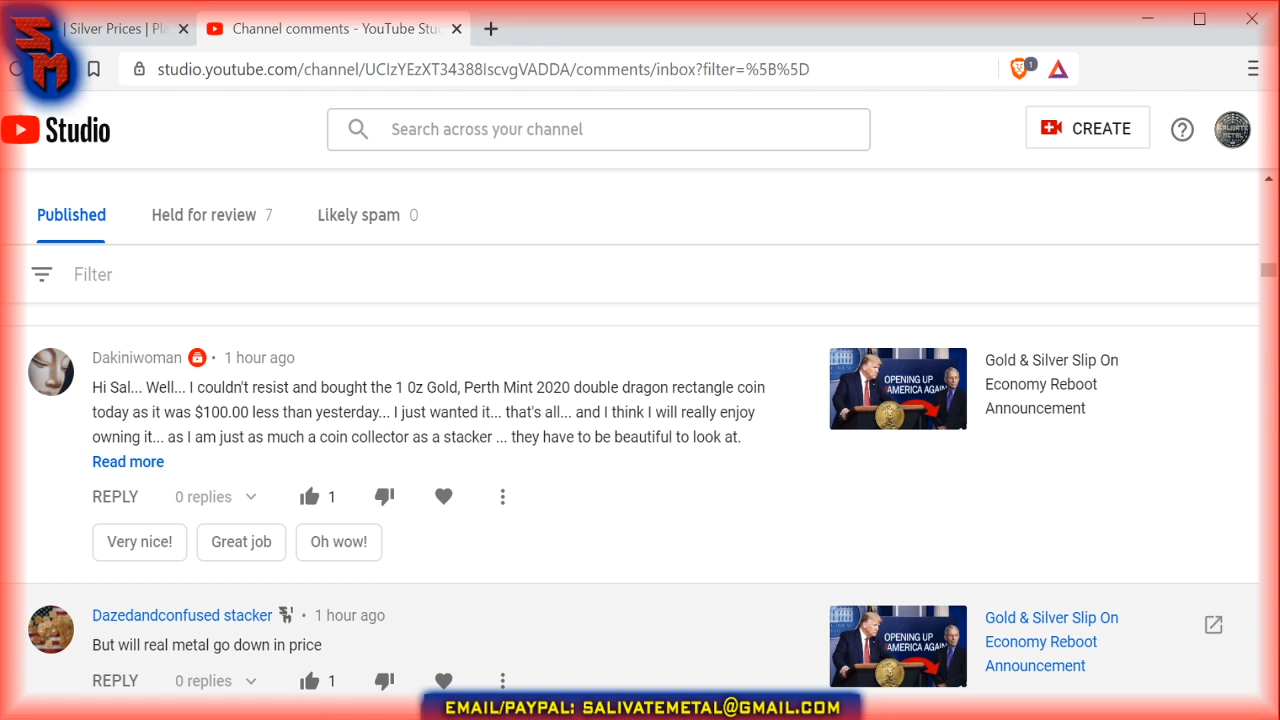 SM
| Silver Prices | Pla
Channel comments - YouTube Stu
studio.youtube.com/channel/UCIzYEzXT34388IscvgVADDA/comments/inbox?filter=%5B%5D
1
Studio
Search across your channel
CREATE
Published
Held for review 7
Likely spam 0
Filter
Dakiniwoman • 1 hour ago
Hi Sal... Well... I couldn't resist and bought the 1 0z Gold, Perth Mint 2020 double dragon rectangle coin
today as it was $100.00 less than yesterday... I just wanted it... that's all... and I think I will really enjoy
owning it... as I am just as much a coin collector as a stacker ... they have to be beautiful to look at.
Read more
REPLY 0 replies 1
Very nice! Great job Oh wow!
OPENING UP
AMERICA AGAIN
Gold & Silver Slip On
Economy Reboot
Announcement
Dazedandconfused stacker • 1 hour ago
But will real metal go down in price
REPLY 0 replies 1
OPENING UP
AMERICA AGAIN
Gold & Silver Slip On
Economy Reboot
Announcement
EMAIL/PAYPAL: SALIVATEMETAL@GMAIL.COM